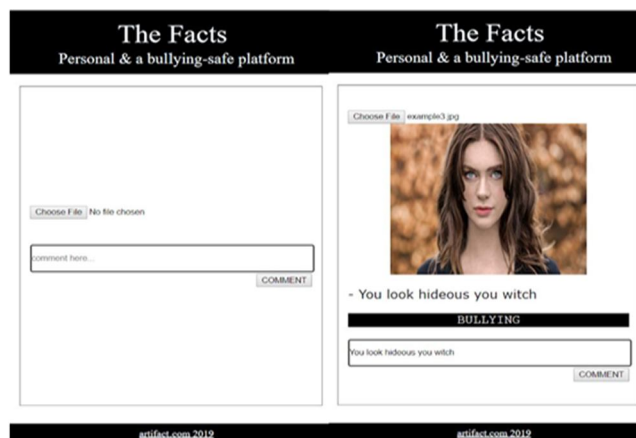 The Facts
Personal & a bullying-safe platform
Choose File No file chosen
comment here...
COMMENT
artifact.com 2019
The Facts
Personal & a bullying-safe platform
Choose File example3.jpg
- You look hideous you witch
BULLYING
You look hideous you witch
COMMENT
artifact.com 2019